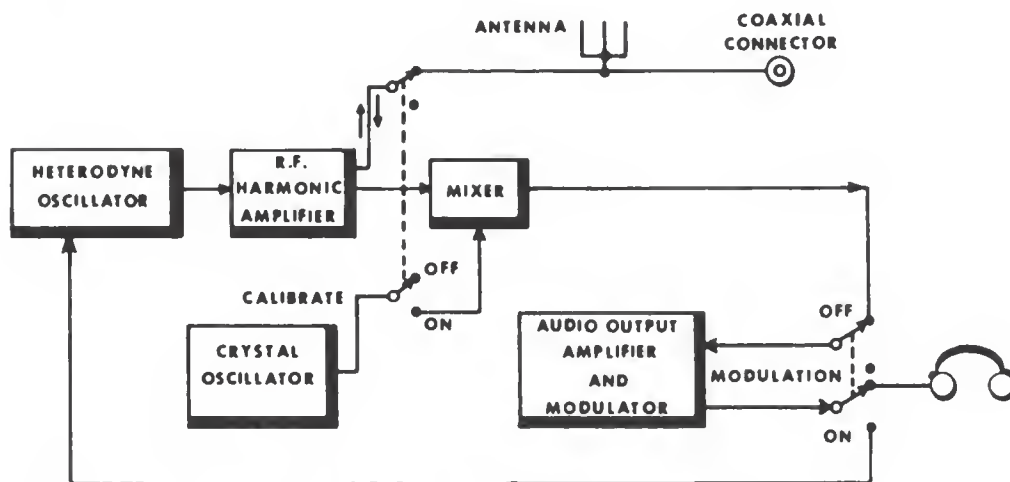 ANTENNA
COAXIAL
CONNECTOR
HETERODYNE
OSCILLATOR
R.F.
HARMONIC
AMPLIFIER
MIXER
CALIBRATE
OFF
ON
CRYSTAL
OSCILLATOR
AUDIO OUTPUT
AMPLIFIER
AND
MODULATOR
OFF
MODULATION
ON